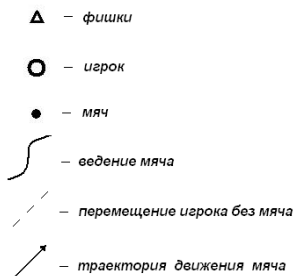 – фишки
– игрок
– мяч
– ведение мяча
– перемещение игрока без мяча
– траектория движения мяча